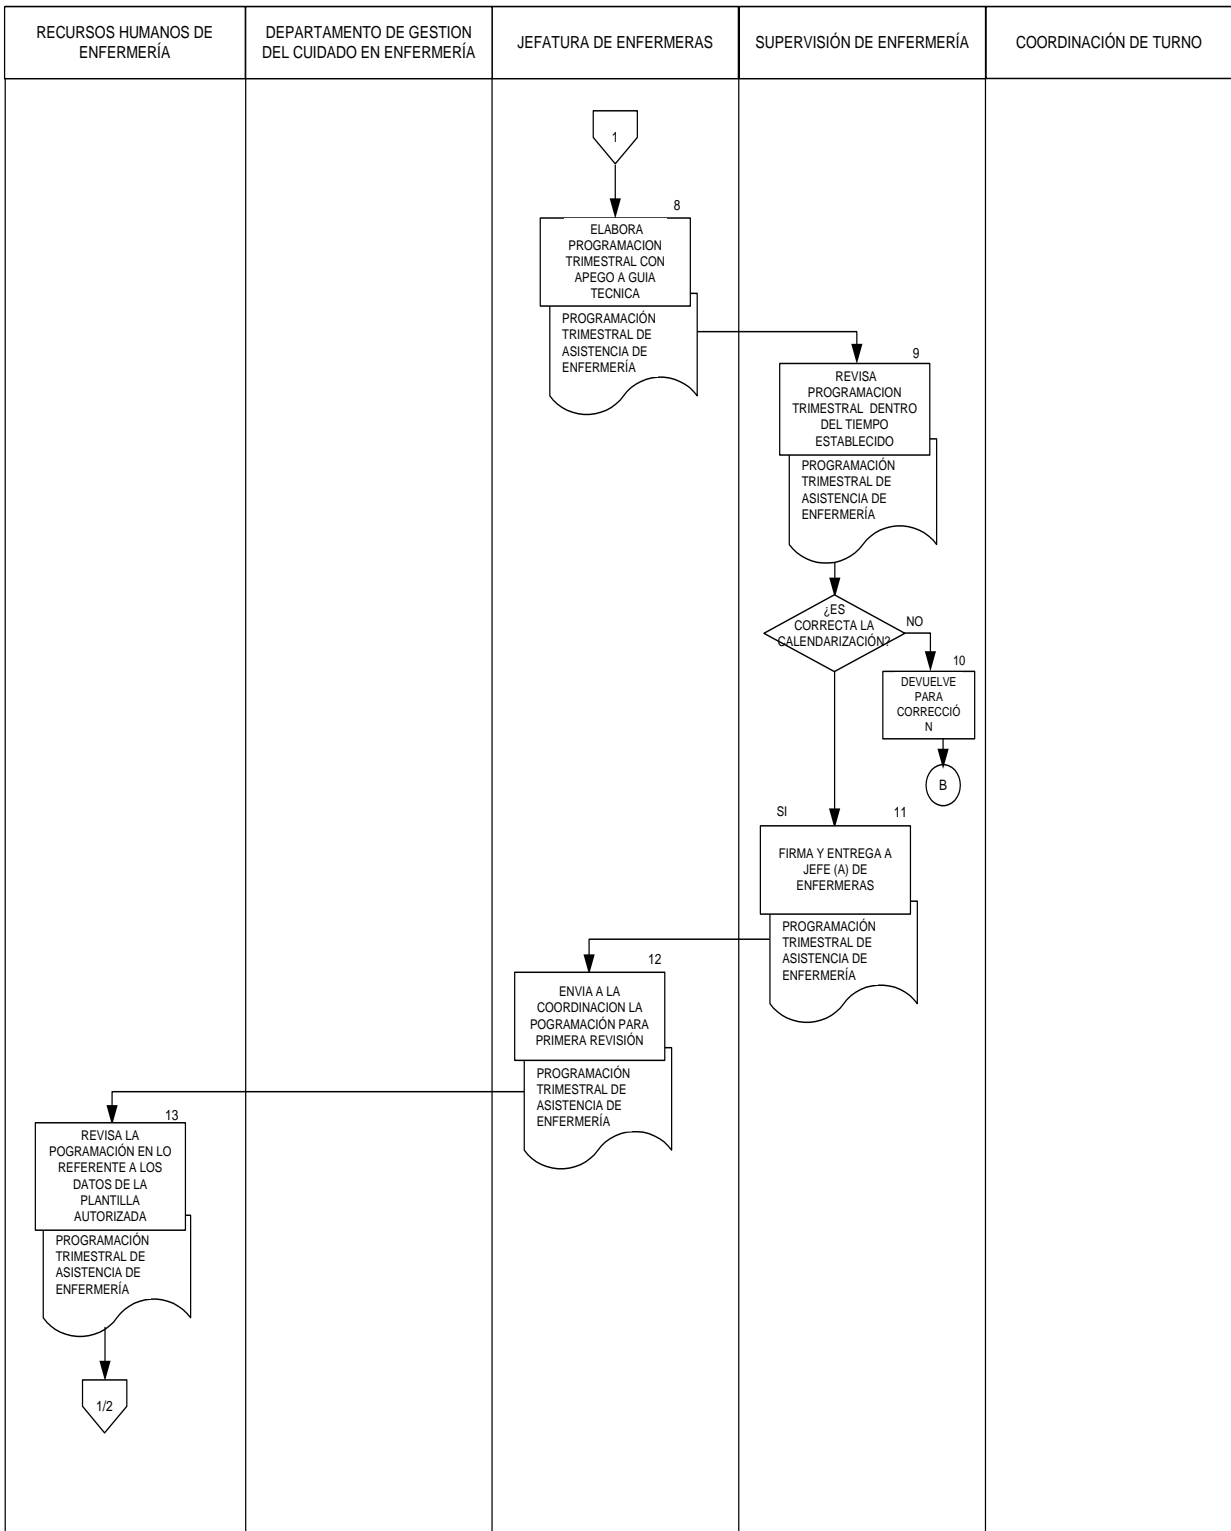 RECURSOS HUMANOS DE
ENFERMERÍA
DEPARTAMENTO DE GESTION
DEL CUIDADO EN ENFERMERÍA
JEFATURA DE ENFERMERAS
SUPERVISIÓN DE ENFERMERÍA
COORDINACIÓN DE TURNO
1
8
ELABORA
PROGRAMACION
TRIMESTRAL CON
APEGO A GUIA
TECNICA
PROGRAMACIÓN
TRIMESTRAL DE
ASISTENCIA DE
ENFERMERÍA
9
REVISA
PROGRAMACION
TRIMESTRAL DENTRO
DEL TIEMPO
ESTABLECIDO
PROGRAMACIÓN
TRIMESTRAL DE
ASISTENCIA DE
ENFERMERÍA
¿ES
CORRECTA LA
CALENDARIZACIÓN?
NO
10
DEVUELVE
PARA
CORRECCIÓ
N
B
SI
11
FIRMA Y ENTREGA A
JEFE (A) DE
ENFERMERAS
PROGRAMACIÓN
TRIMESTRAL DE
ASISTENCIA DE
ENFERMERÍA
12
ENVIA A LA
COORDINACION LA
POGRAMACIÓN PARA
PRIMERA REVISIÓN
PROGRAMACIÓN
TRIMESTRAL DE
ASISTENCIA DE
ENFERMERÍA
13
REVISA LA
POGRAMACIÓN EN LO
REFERENTE A LOS
DATOS DE LA
PLANTILLA
AUTORIZADA
PROGRAMACIÓN
TRIMESTRAL DE
ASISTENCIA DE
ENFERMERÍA
1/2